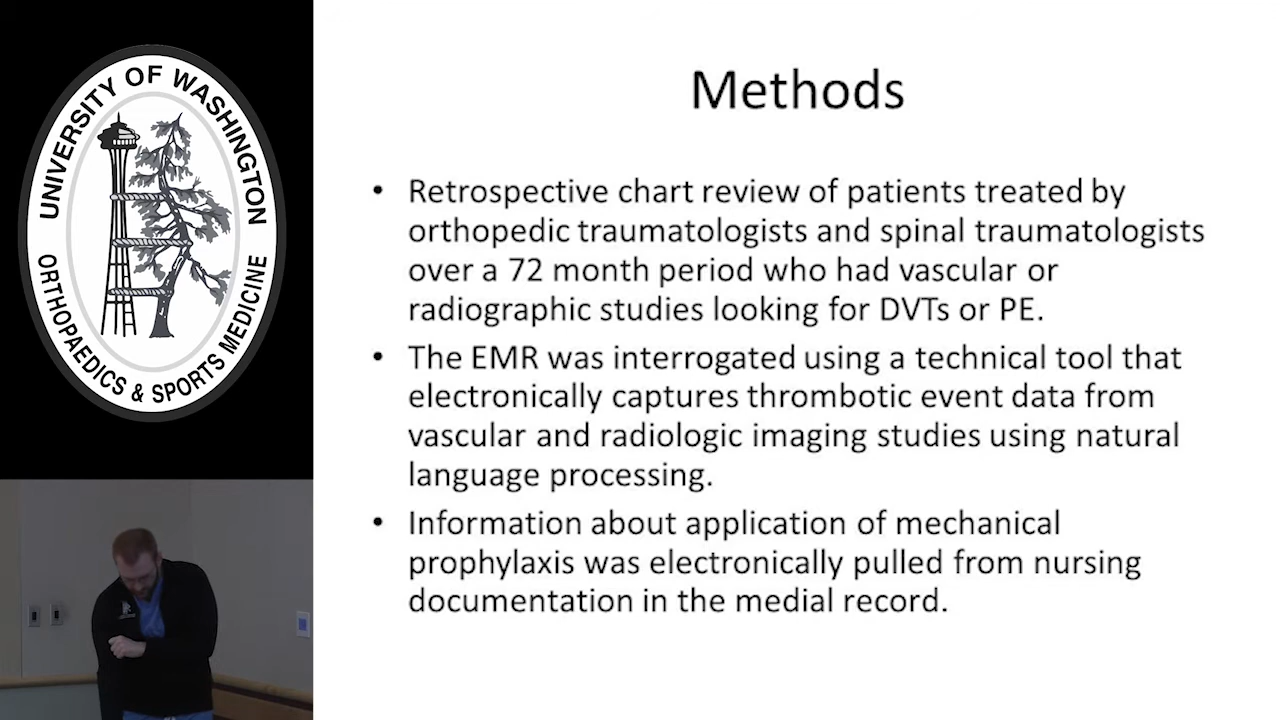 UNIVERSITY OF WASHINGTON
ORTHOPAEDICS & SPORTS MEDICINE
Methods
• Retrospective chart review of patients treated by
orthopedic traumatologists and spinal traumatologists
over a 72 month period who had vascular or
radiographic studies looking for DVTs or PE.
• The EMR was interrogated using a technical tool that
electronically captures thrombotic event data from
vascular and radiologic imaging studies using natural
language processing.
• Information about application of mechanical
prophylaxis was electronically pulled from nursing
documentation in the medial record.